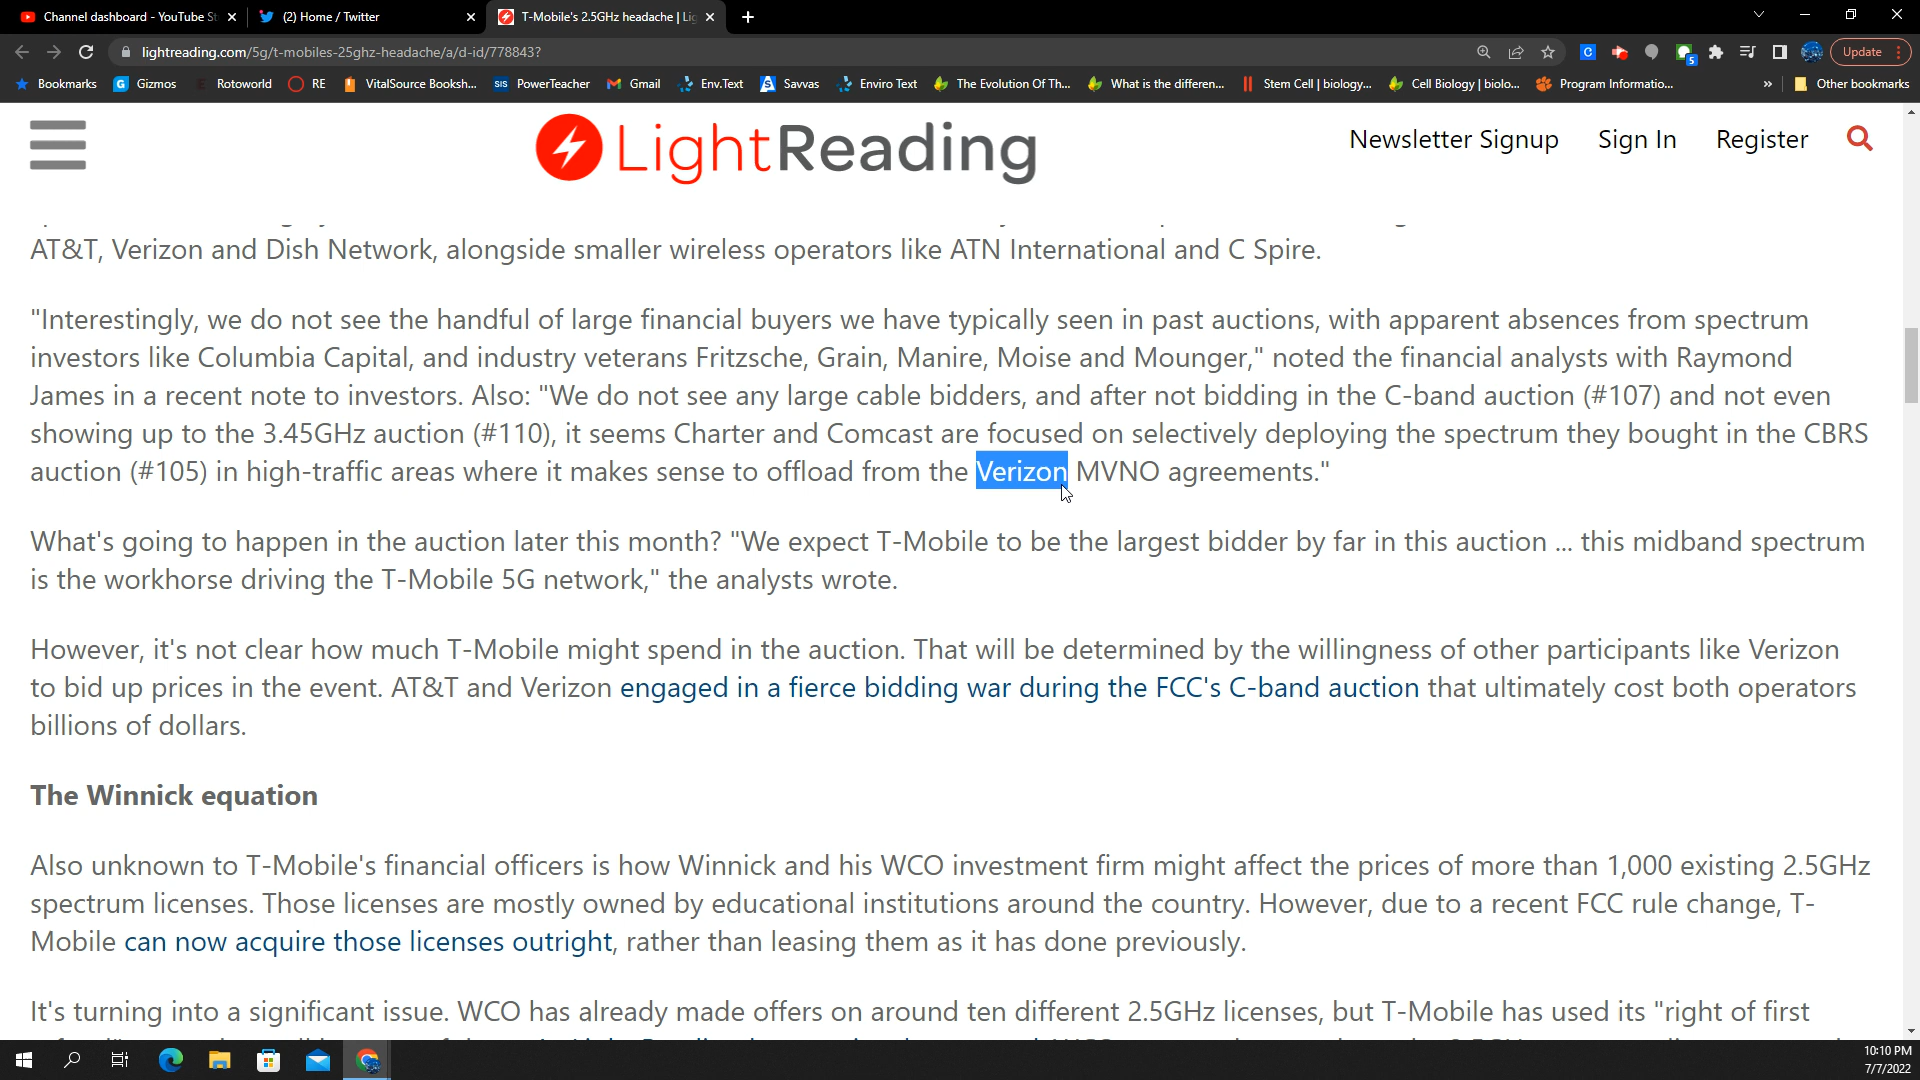 Channel dashboard - YouTube St
(2) Home / Twitter
T-Mobile's 2.5GHz headache | Lig
lightreading.com/5g/t-mobiles-25ghz-headache/a/d-id/778843?
Update
Bookmarks
Gizmos
Rotoworld
RE
VitalSource Booksh...
SIS PowerTeacher
Gmail
Env.Text
Savvas
Enviro Text
The Evolution Of Th...
What is the differen...
Stem Cell | biology...
Cell Biology | biolo...
Program Informatio...
»
Other bookmarks
LightReading
Newsletter Signup
Sign In
Register
AT&T, Verizon and Dish Network, alongside smaller wireless operators like ATN International and C Spire.
"Interestingly, we do not see the handful of large financial buyers we have typically seen in past auctions, with apparent absences from spectrum
investors like Columbia Capital, and industry veterans Fritzsche, Grain, Manire, Moise and Mounger," noted the financial analysts with Raymond
James in a recent note to investors. Also: "We do not see any large cable bidders, and after not bidding in the C-band auction (#107) and not even
showing up to the 3.45GHz auction (#110), it seems Charter and Comcast are focused on selectively deploying the spectrum they bought in the CBRS
auction (#105) in high-traffic areas where it makes sense to offload from the Verizon MVNO agreements."
What's going to happen in the auction later this month? "We expect T-Mobile to be the largest bidder by far in this auction ... this midband spectrum
is the workhorse driving the T-Mobile 5G network," the analysts wrote.
However, it's not clear how much T-Mobile might spend in the auction. That will be determined by the willingness of other participants like Verizon
to bid up prices in the event. AT&T and Verizon engaged in a fierce bidding war during the FCC's C-band auction that ultimately cost both operators
billions of dollars.
The Winnick equation
Also unknown to T-Mobile's financial officers is how Winnick and his WCO investment firm might affect the prices of more than 1,000 existing 2.5GHz
spectrum licenses. Those licenses are mostly owned by educational institutions around the country. However, due to a recent FCC rule change, T-
Mobile can now acquire those licenses outright, rather than leasing them as it has done previously.
It's turning into a significant issue. WCO has already made offers on around ten different 2.5GHz licenses, but T-Mobile has used its "right of first
10:10 PM
7/7/2022